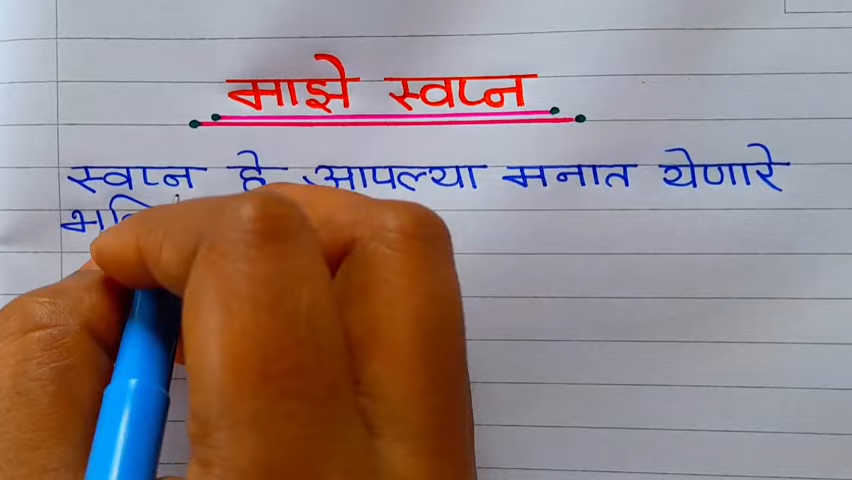 माझे स्वप्न
स्वप्न हे आपल्या मनात येणारे